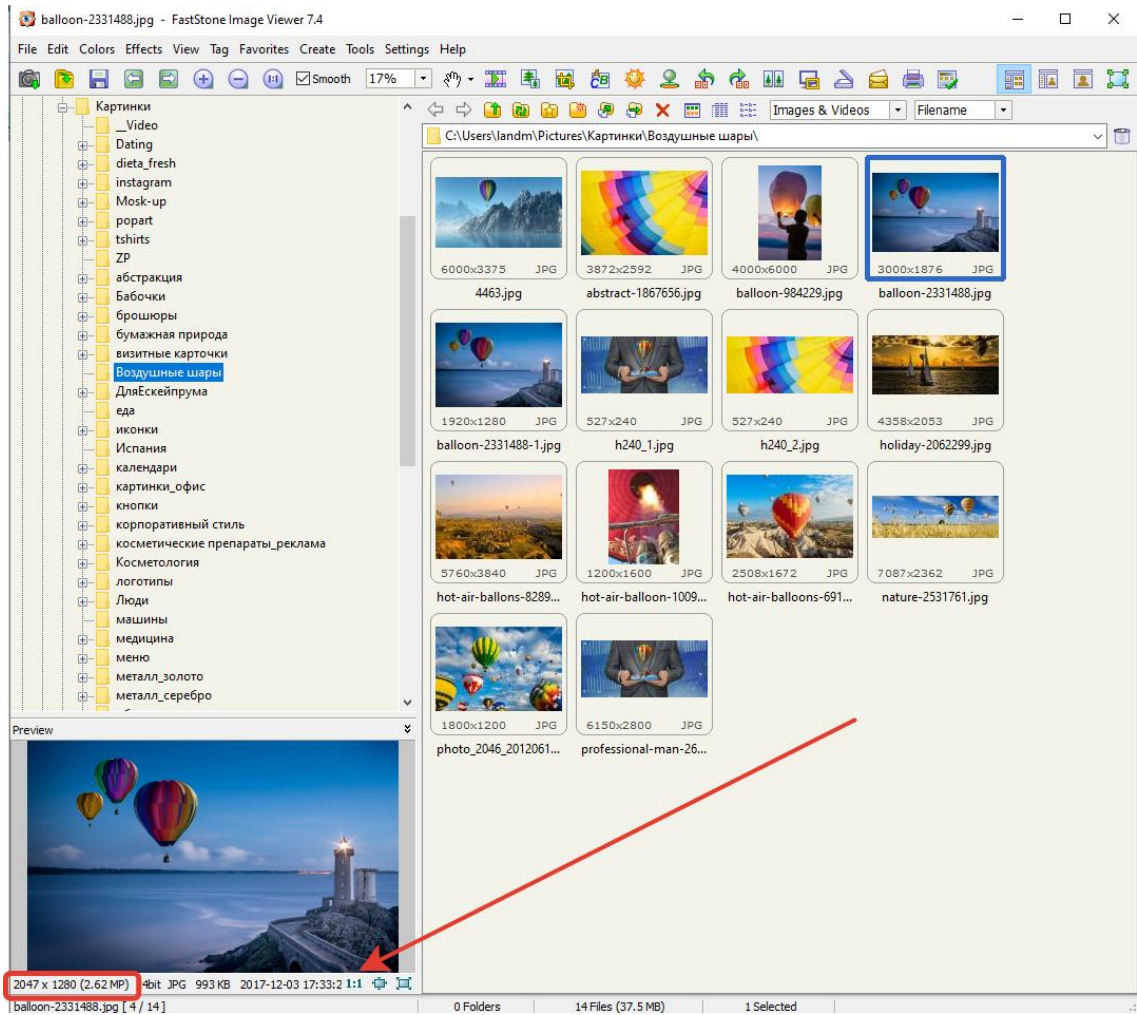 balloon-2331488.jpg - FastStone Image Viewer 7.4
File Edit Colors Effects View Tag Favorites Create Tools Settings Help
Smooth 17%
Картинки
__Video
Dating
dieta_fresh
instagram
Mosk-up
popart
tshirts
ZP
абстракция
Бабочки
брошюры
бумажная природа
визитные карточки
Воздушные шары
ДляЕскейпрума
еда
иконки
Испания
календари
картинки_офис
кнопки
корпоративный стиль
косметические препараты_реклама
Косметология
логотипы
Люди
машины
медицина
меню
металл_золото
металл_серебро
Images & Videos Filename
C:\Users\landm\Pictures\Картинки\Воздушные шары\
6000x3375 JPG 3872x2592 JPG 4000x6000 JPG 3000x1876 JPG
4463.jpg abstract-1867656.jpg balloon-984229.jpg balloon-2331488.jpg
1920x1280 JPG 527x240 JPG 527x240 JPG 4358x2053 JPG
balloon-2331488-1.jpg h240_1.jpg h240_2.jpg holiday-2062299.jpg
5760x3840 JPG 1200x1600 JPG 2508x1672 JPG 7087x2362 JPG
hot-air-ballons-8289... hot-air-balloon-1009... hot-air-balloons-691... nature-2531761.jpg
1800x1200 JPG 6150x2800 JPG
photo_2046_2012061... professional-man-26...
Preview
2047 x 1280 (2.62 MP) 4bit JPG 993 KB 2017-12-03 17:33:2 1:1
balloon-2331488.jpg [ 4 / 14 ] 0 Folders 14 Files (37.5 MB) 1 Selected